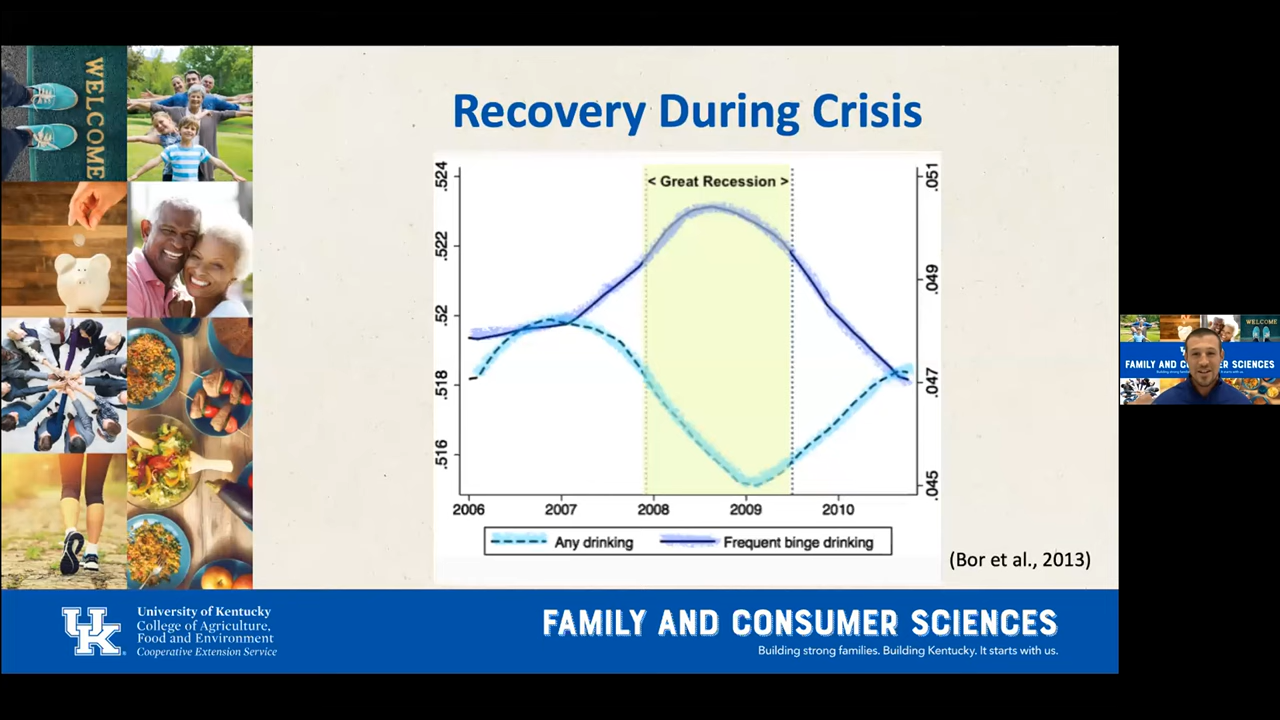 WELCOME
Recovery During Crisis
< Great Recession >
.524
.522
.52
.518
.516
.051
.049
.047
.045
2006 2007 2008 2009 2010
Any drinking Frequent binge drinking
(Bor et al., 2013)
UK
University of Kentucky
College of Agriculture,
Food and Environment
Cooperative Extension Service
FAMILY AND CONSUMER SCIENCES
Building strong families. Building Kentucky. It starts with us.
WELCOME
FAMILY AND CONSUMER SCIENCES